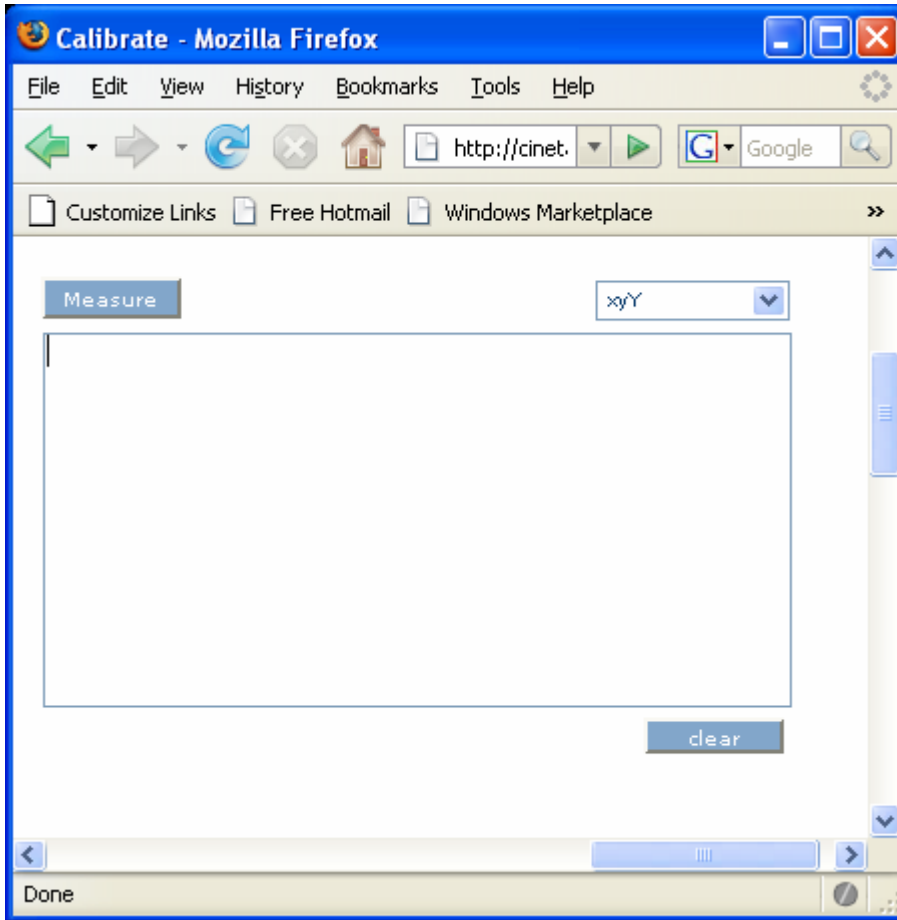 Calibrate - Mozilla Firefox
File Edit View History Bookmarks Tools Help
http://cinet. G Google
Customize Links Free Hotmail Windows Marketplace »
Measure xyY
clear
Done